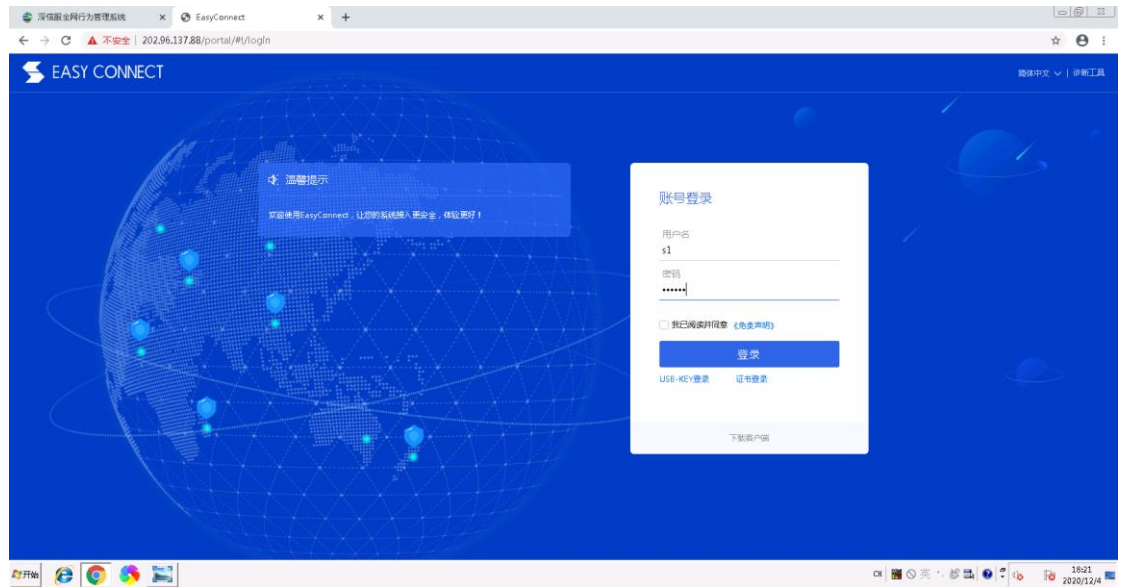 深信服全网行为管理系统
EasyConnect
不安全 | 202.96.137.88/portal/#!/login
EASY CONNECT
简体中文 | 诊断工具
温馨提示
欢迎使用EasyConnect，让您的系统接入更安全，体验更好！
账号登录
用户名
s1
密码
••••••
我已阅读并同意 《免责声明》
登录
USB-KEY登录 证书登录
下载客户端
开始
CH
英
18:21
2020/12/4